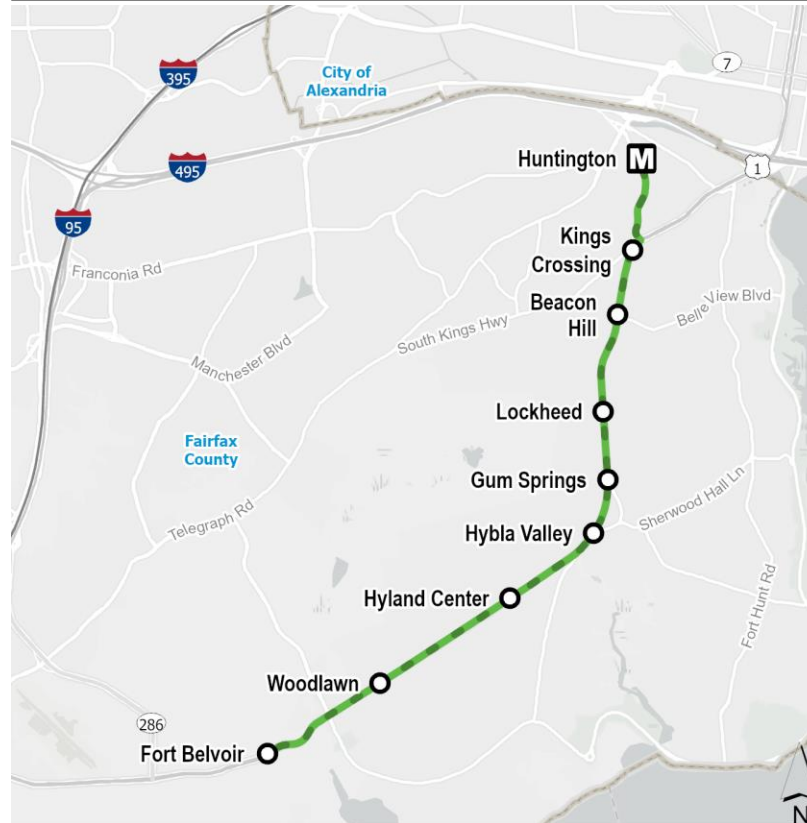 395
City of
Alexandria
7
Huntington
M
495
1
95
Kings
Crossing
Franconia Rd
Beacon
Hill
Belle View Blvd
South Kings Hwy
Manchester Blvd
Lockheed
Fairfax
County
Gum Springs
Sherwood Hall Ln
Telegraph Rd
Hybla Valley
Hyland Center
Fort Hunt Rd
Woodlawn
286
Fort Belvoir
N